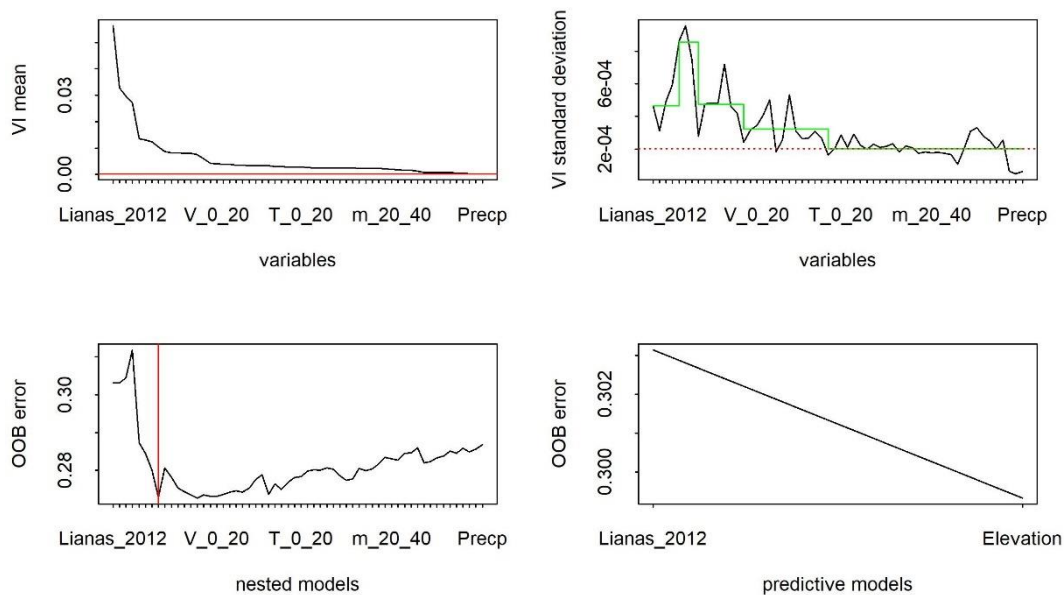 VI mean
0.03
0.00
Lianas_2012 V_0_20 T_0_20 m_20_40 Precp
variables
VI standard deviation
6e-04
2e-04
Lianas_2012 V_0_20 T_0_20 m_20_40 Precp
variables
OOB error
0.30
0.28
Lianas_2012 V_0_20 T_0_20 m_20_40 Precp
nested models
OOB error
0.302
0.300
Lianas_2012 Elevation
predictive models